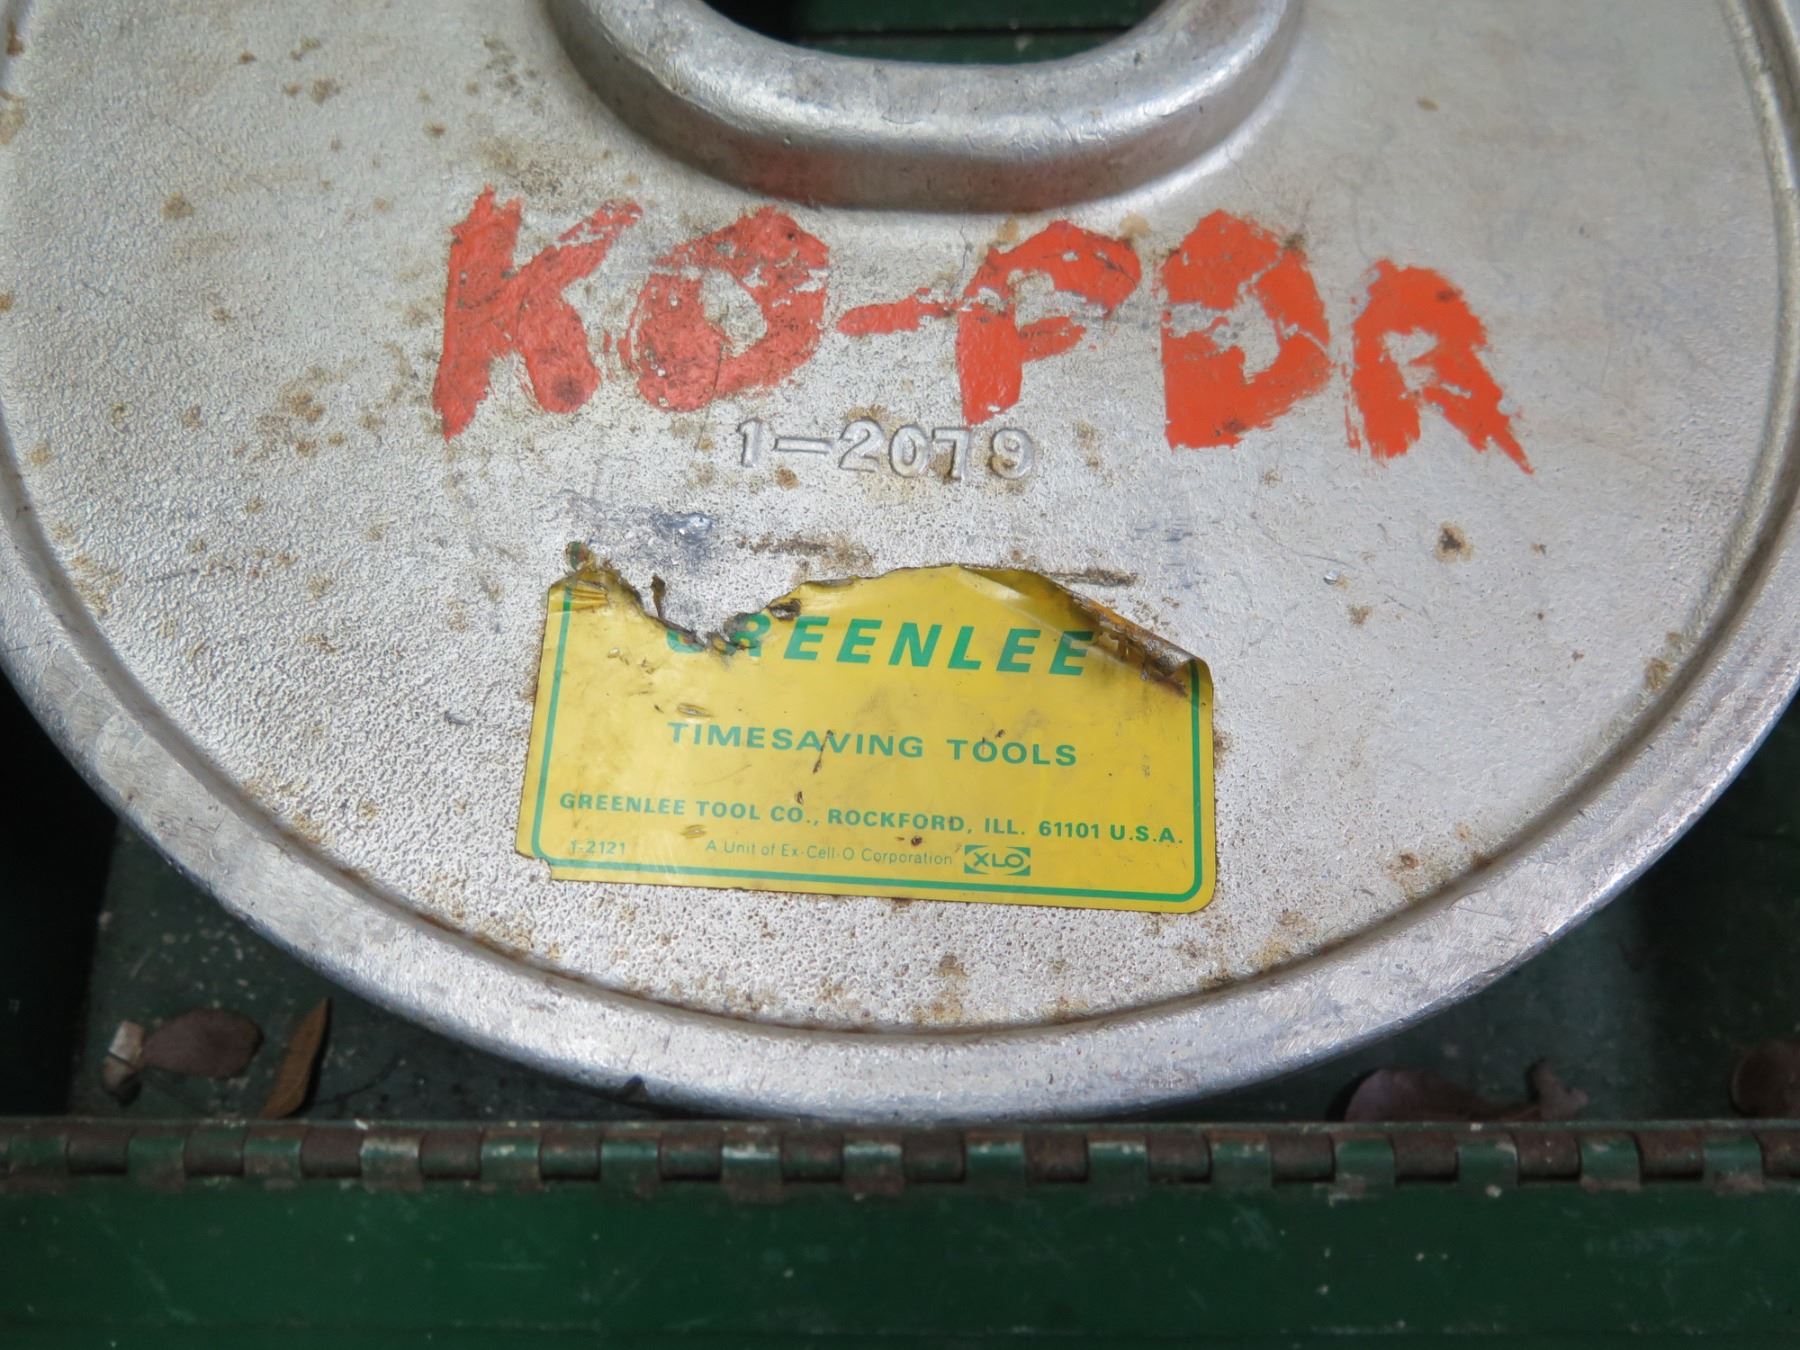 KO-PDR
1-2079
GREENLEE
TIMESAVING TOOLS
GREENLEE TOOL CO., ROCKFORD, ILL. 61101 U.S.A.
1-2121 A Unit of Ex-Cell-O Corporation XLO